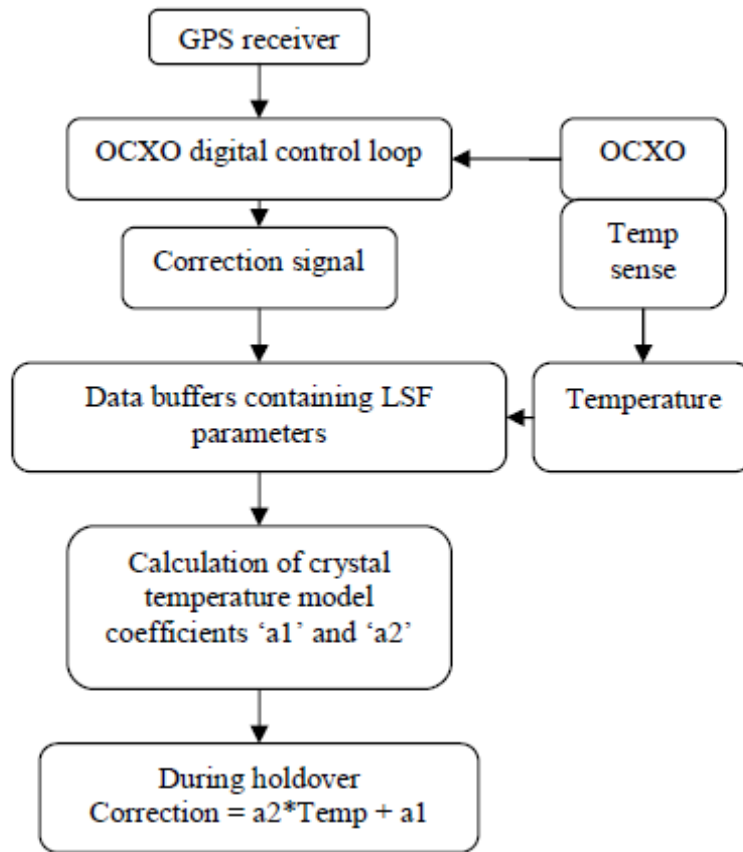 GPS receiver
OCXO digital control loop
OCXO
Correction signal
Temp
sense
Data buffers containing LSF
parameters
Temperature
Calculation of crystal
temperature model
coefficients ‘a1’ and ‘a2’
During holdover
Correction = a2*Temp + a1